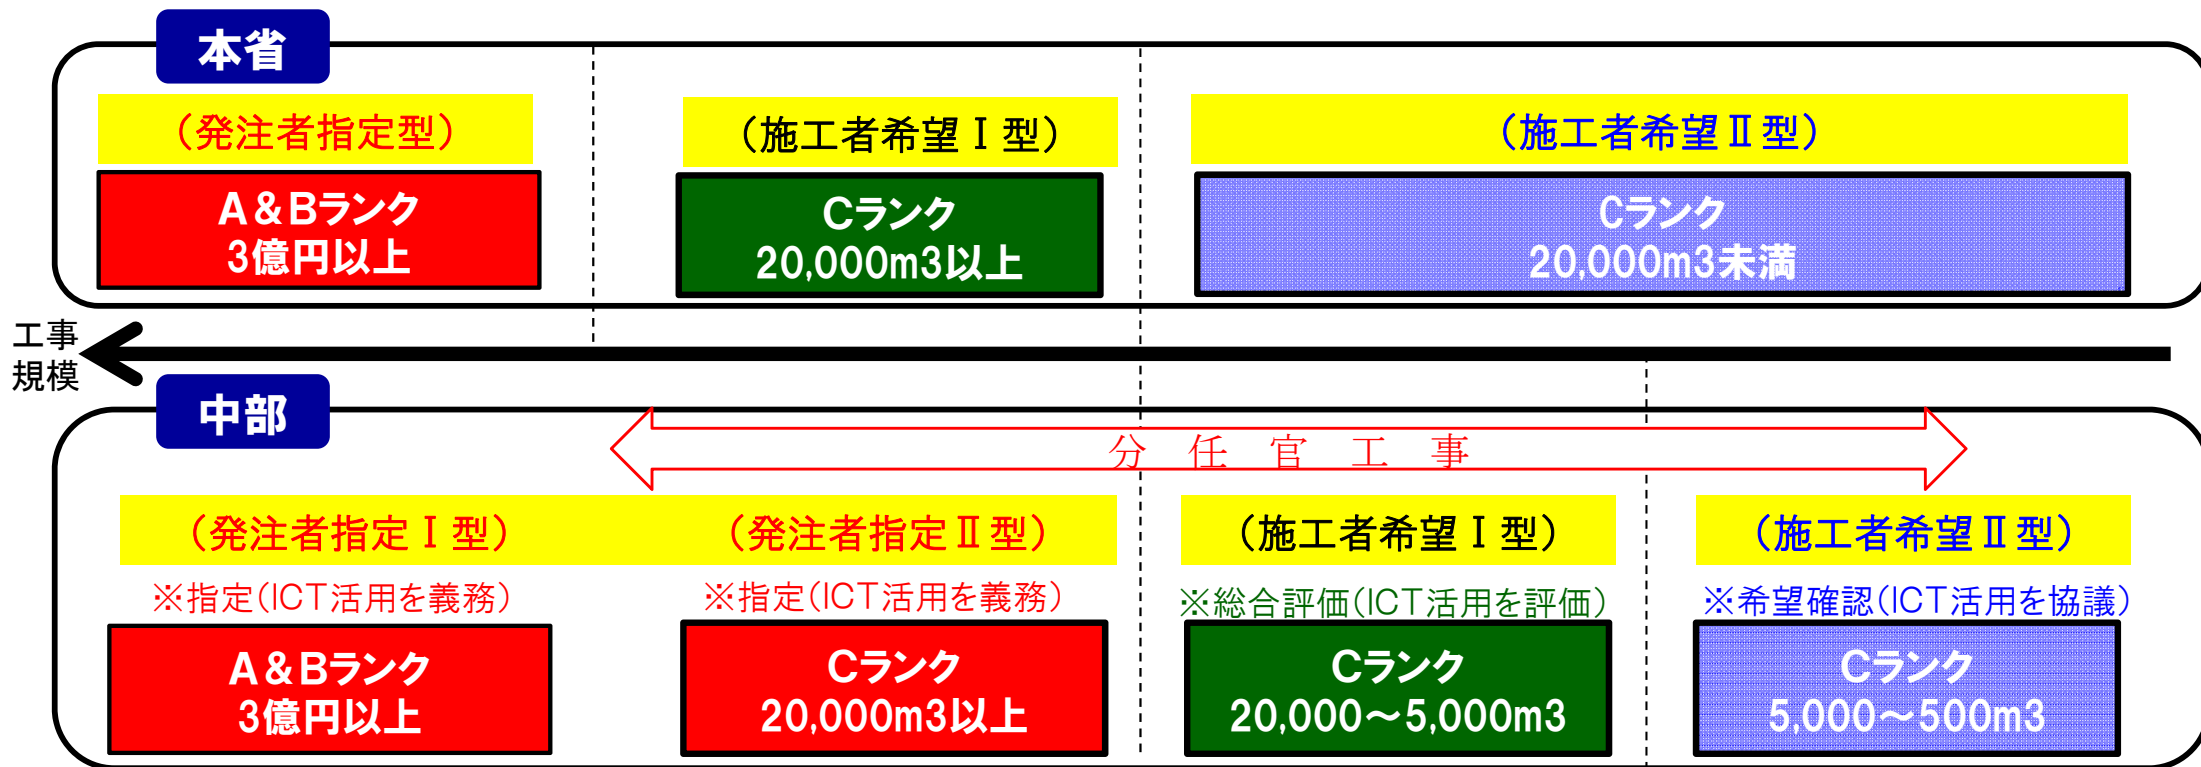 本省
（発注者指定型）
（施工者希望Ⅰ型）
（施工者希望Ⅱ型）
A＆Bランク
3億円以上
Cランク
20,000m3以上
Cランク
20,000m3未満
工事
規模
中部
分任官工事
（発注者指定Ⅰ型）
（発注者指定Ⅱ型）
（施工者希望Ⅰ型）
（施工者希望Ⅱ型）
※指定(ICT活用を義務)
※指定(ICT活用を義務)
※総合評価(ICT活用を評価)
※希望確認(ICT活用を協議)
A＆Bランク
3億円以上
Cランク
20,000m3以上
Cランク
20,000～5,000m3
Cランク
5,000～500m3